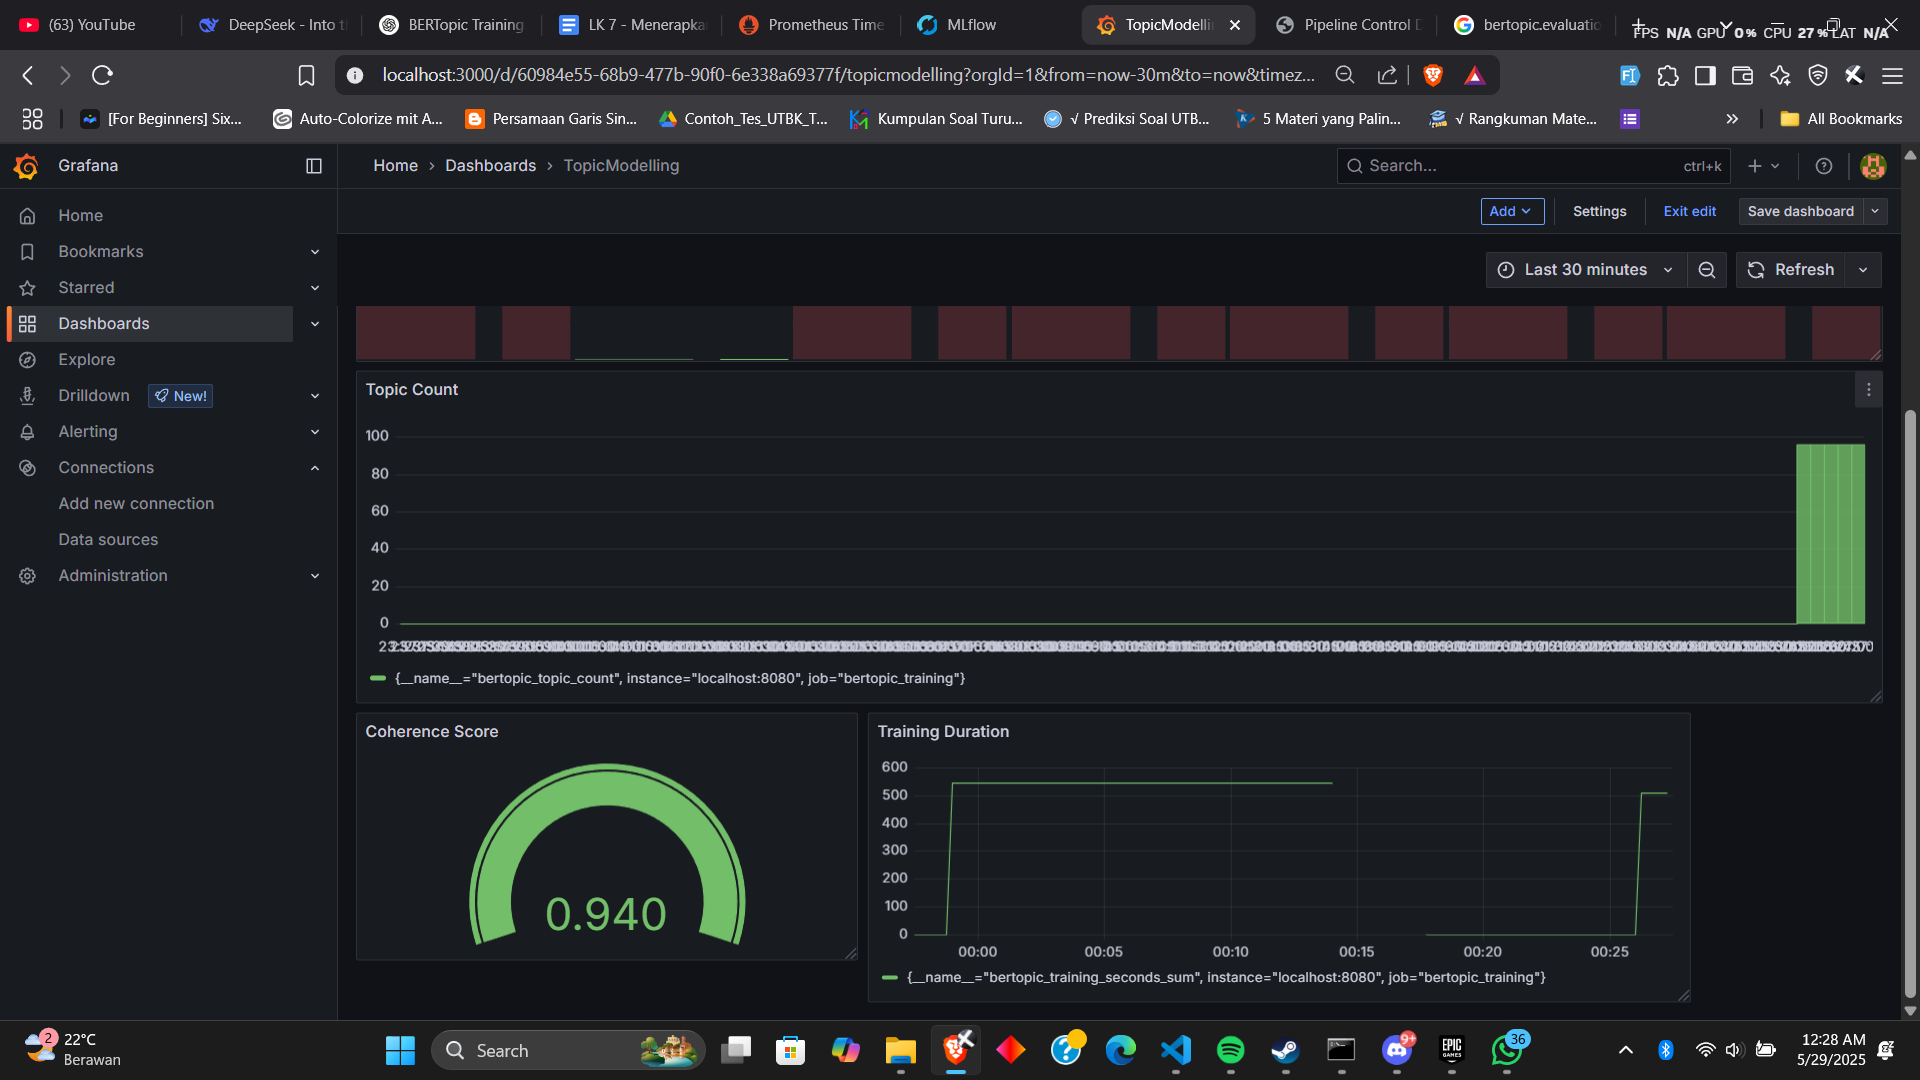 (63) YouTube
DeepSeek - Into t
BERTopic Training
LK 7 - Menerapka
Prometheus Time
MLflow
TopicModelli
Pipeline Control D
bertopic.evaluatio
FPS N/A GPU 0% CPU 27% LAT N/A
localhost:3000/d/60984e55-68b9-477b-90f0-6e338a69377f/topicmodelling?orgId=1&from=now-30m&to=now&timez...
[For Beginners] Six...
Auto-Colorize mit A...
Persamaan Garis Sin...
Contoh_Tes_UTBK_T...
Kumpulan Soal Turu...
√ Prediksi Soal UTB...
5 Materi yang Palin...
√ Rangkuman Mate...
All Bookmarks
Grafana
Home › Dashboards › TopicModelling
Search... ctrl+k
Add
Settings
Exit edit
Save dashboard
Last 30 minutes
Refresh
Home
Bookmarks
Starred
Dashboards
Explore
Drilldown New!
Alerting
Connections
Add new connection
Data sources
Administration
Topic Count
100
80
60
40
20
0
{__name__="bertopic_topic_count", instance="localhost:8080", job="bertopic_training"}
Coherence Score
0.940
Training Duration
600
500
400
300
200
100
0
00:00 00:05 00:10 00:15 00:20 00:25
{__name__="bertopic_training_seconds_sum", instance="localhost:8080", job="bertopic_training"}
2
22°C
Berawan
Search
9+
EPIC GAMES
36
12:28 AM
5/29/2025